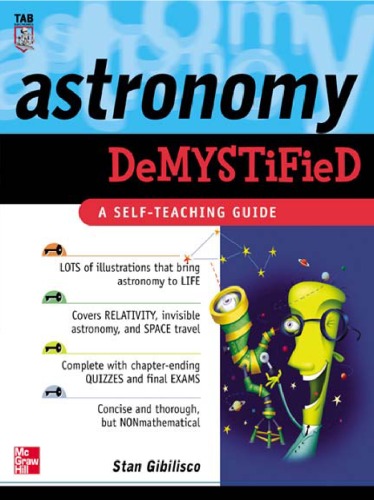 TAB
astronomy
DeMYSTiFieD
A SELF-TEACHING GUIDE
LOTS of illustrations that bring
astronomy to LIFE
Covers RELATIVITY, invisible
astronomy, and SPACE travel
Complete with chapter-ending
QUIZZES and final EXAMS
Concise and thorough,
but NONmathematical
Mc
Graw
Hill
Stan Gibilisco